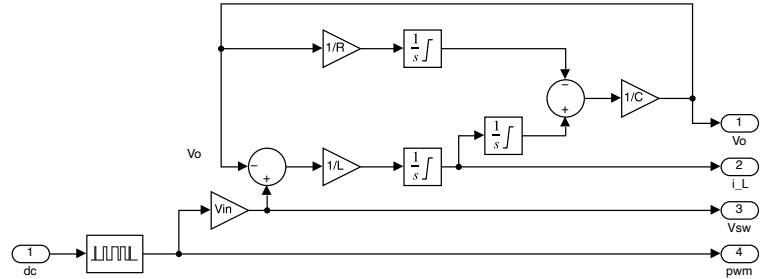 1/R
1
s
−
+
1/C
1
s
1
Vo
Vo
−
+
1/L
1
s
2
i_L
Vin
3
Vsw
1
dc
4
pwm